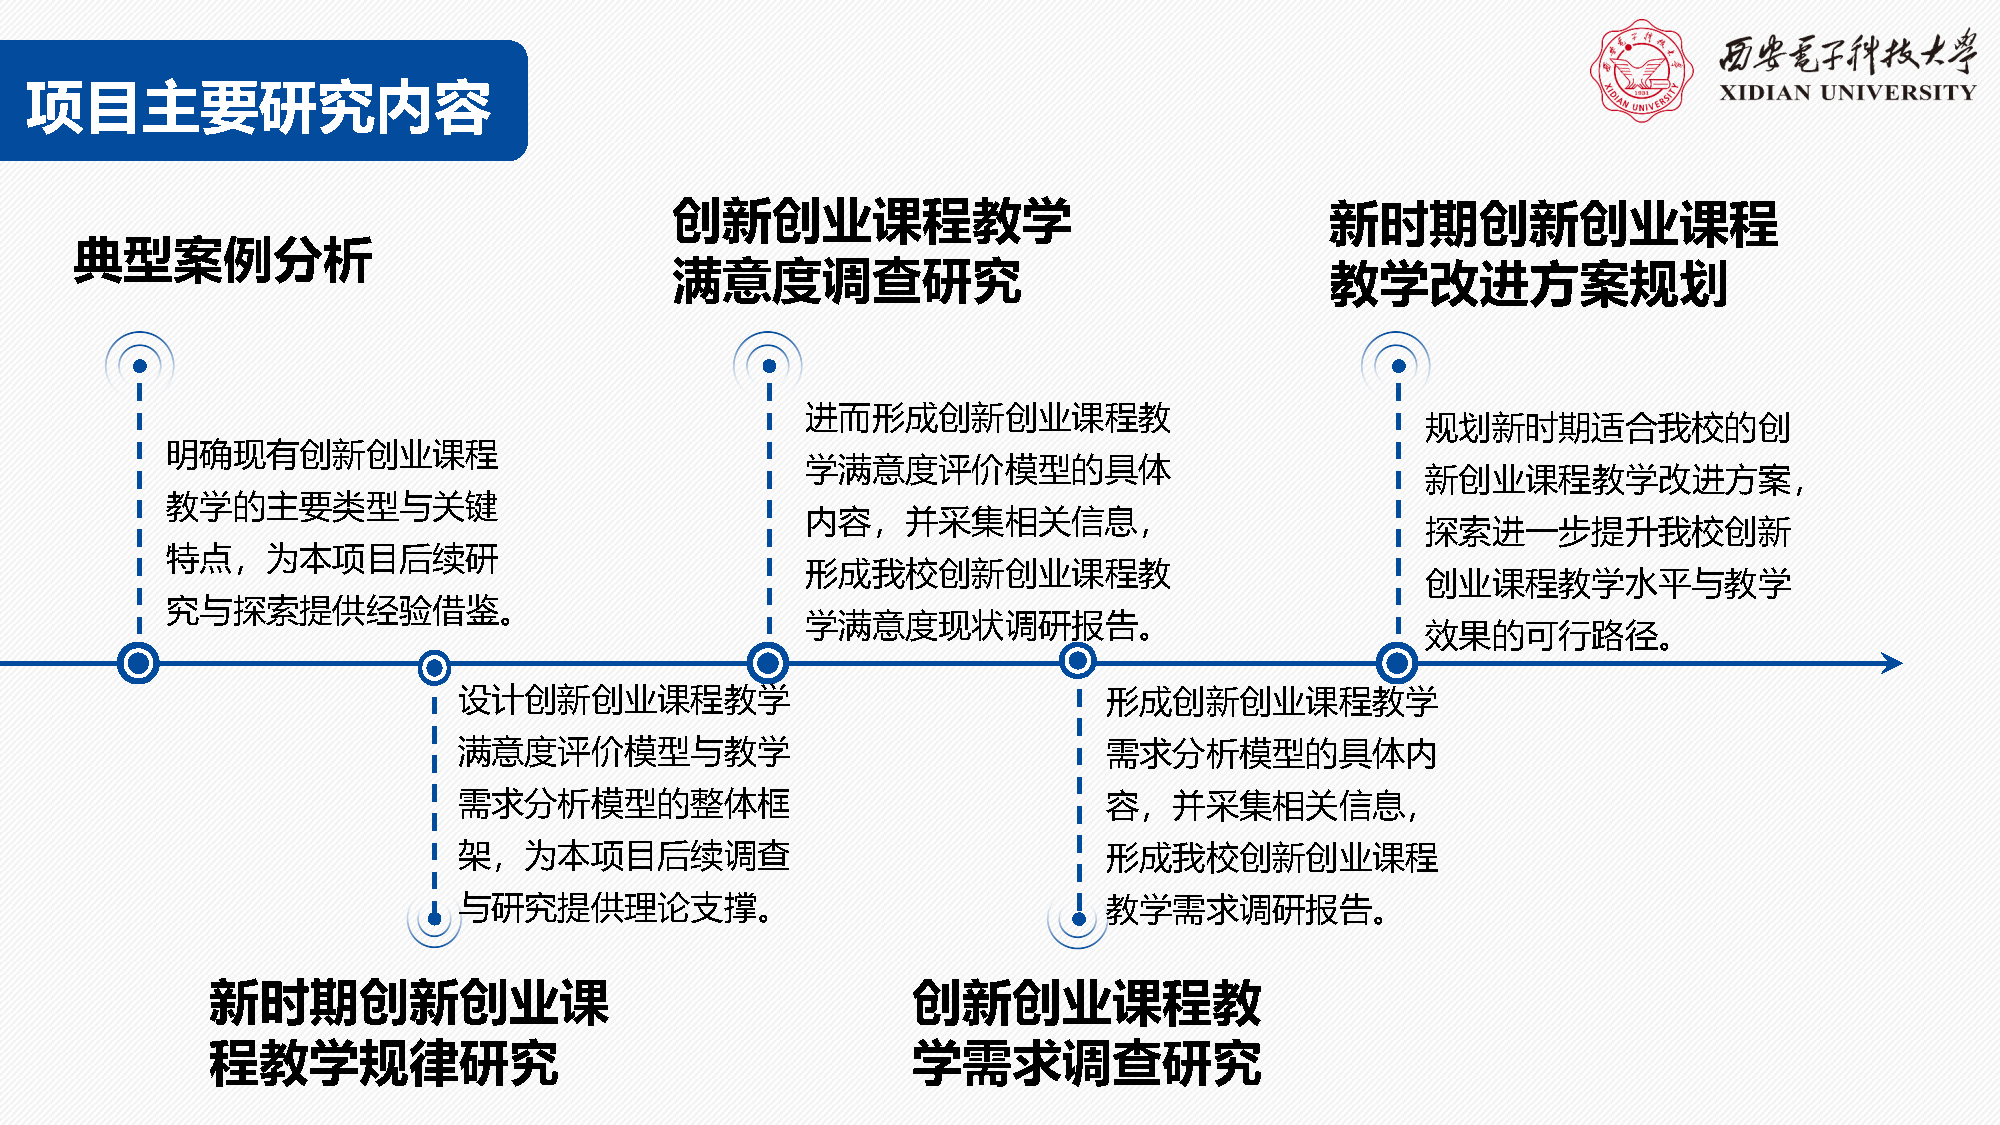 项目主要研究内容
西安電子科技大學
XIDIAN UNIVERSITY
典型案例分析
明确现有创新创业课程
教学的主要类型与关键
特点，为本项目后续研
究与探索提供经验借鉴。
设计创新创业课程教学
满意度评价模型与教学
需求分析模型的整体框
架，为本项目后续调查
与研究提供理论支撑。
新时期创新创业课
程教学规律研究
创新创业课程教学
满意度调查研究
进而形成创新创业课程教
学满意度评价模型的具体
内容，并采集相关信息，
形成我校创新创业课程教
学满意度现状调研报告。
形成创新创业课程教学
需求分析模型的具体内
容，并采集相关信息，
形成我校创新创业课程
教学需求调研报告。
创新创业课程教
学需求调查研究
新时期创新创业课程
教学改进方案规划
规划新时期适合我校的创
新创业课程教学改进方案，
探索进一步提升我校创新
创业课程教学水平与教学
效果的可行路径。